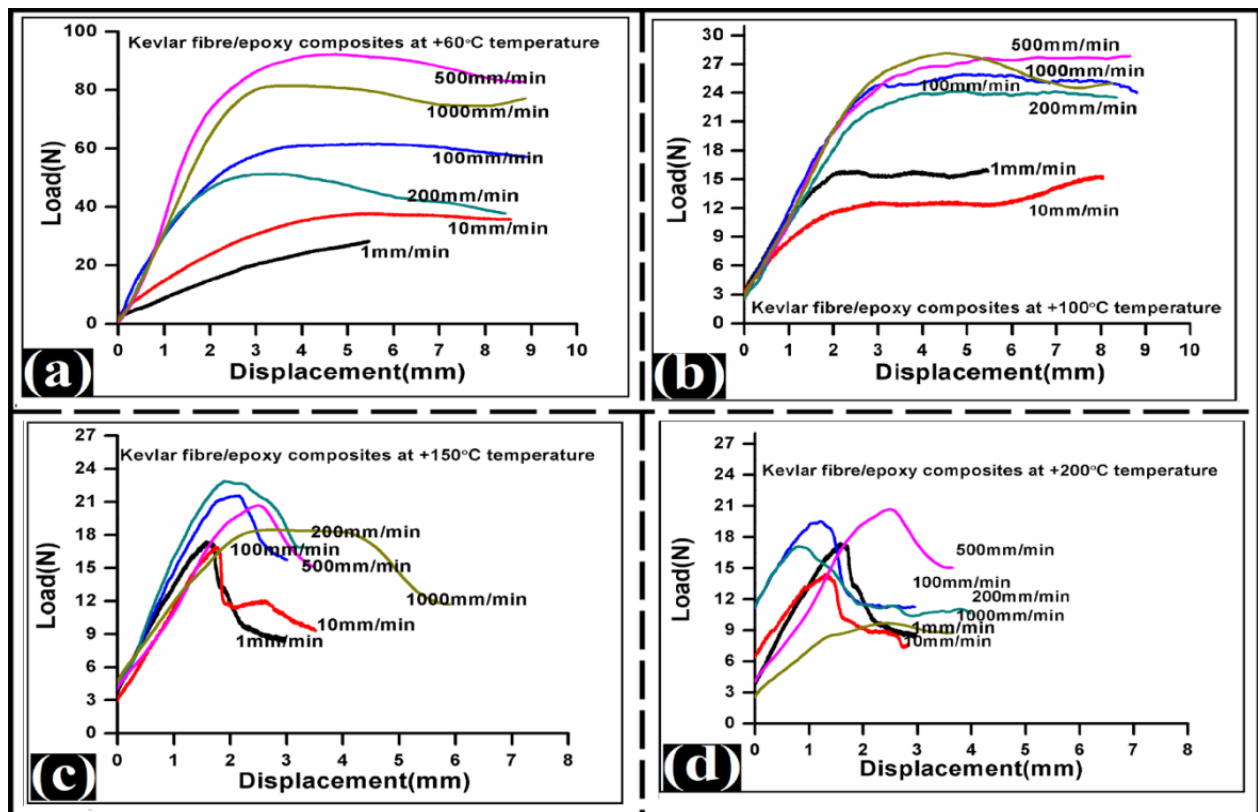 Kevlar fibre/epoxy composites at +60°C temperature
100
80
60
40
20
0
Load(N)
500mm/min
1000mm/min
100mm/min
200mm/min
10mm/min
1mm/min
0 1 2 3 4 5 6 7 8 9 10
Displacement(mm)
(a)
30
27
24
21
18
15
12
9
6
3
0
Load(N)
500mm/min
1000mm/min
100mm/min
200mm/min
1mm/min
10mm/min
Kevlar fibre/epoxy composites at +100°C temperature
0 1 2 3 4 5 6 7 8 9 10
Displacement(mm)
(b)
27
24
21
18
15
12
9
6
3
0
Load(N)
Kevlar fibre/epoxy composites at +150°C temperature
200mm/min
100mm/min
500mm/min
1000mm/min
10mm/min
1mm/min
0 1 2 3 4 5 6 7 8
Displacement(mm)
(c)
27
24
21
18
15
12
9
6
3
0
Load(N)
Kevlar fibre/epoxy composites at +200°C temperature
500mm/min
100mm/min
200mm/min
1000mm/min
1mm/min
10mm/min
0 1 2 3 4 5 6 7 8
Displacement(mm)
(d)